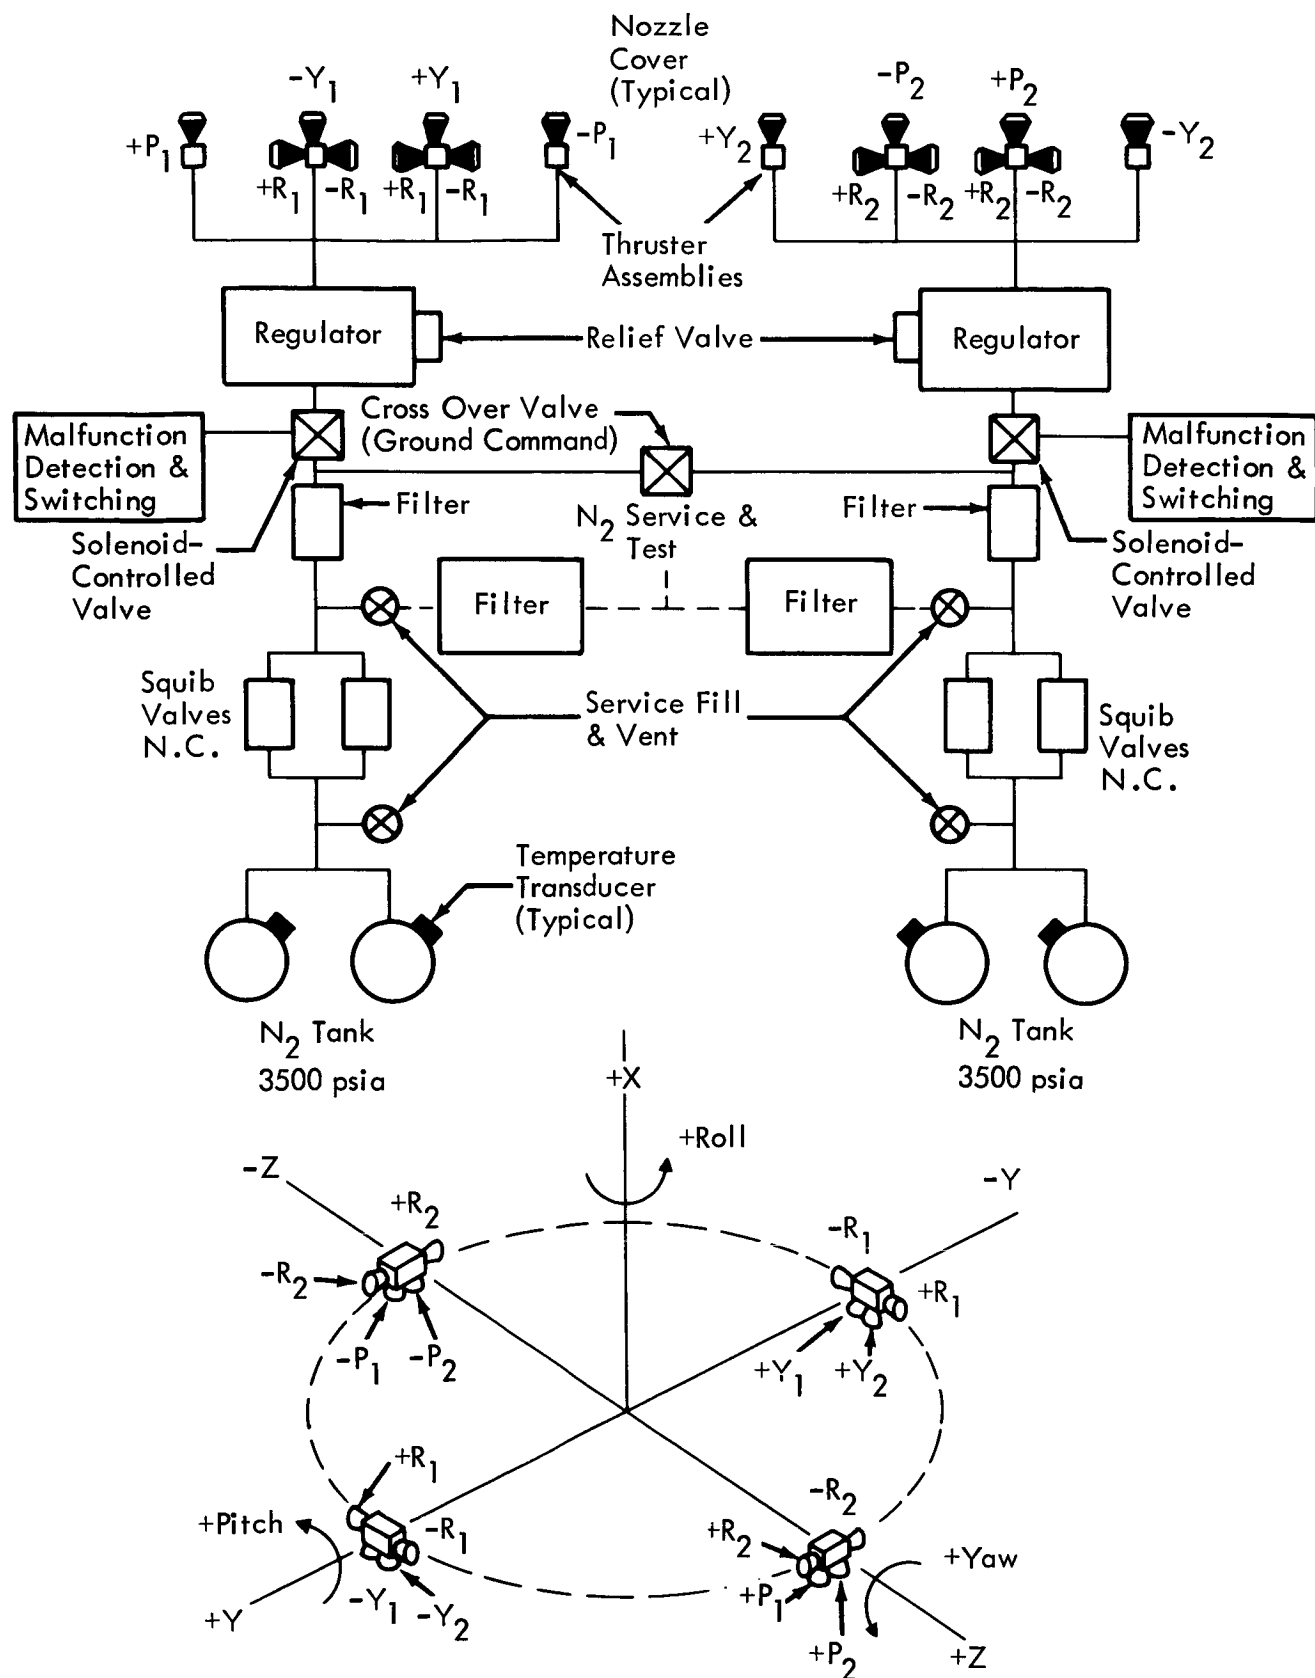 Nozzle
Cover
(Typical)
-Y1
+Y1
-P2
+P2
+P1
-P1
+Y2
-Y2
+R1
-R1
+R1
-R1
+R2
-R2
+R2
-R2
Thruster
Assemblies
Regulator
Relief Valve
Regulator
Cross Over Valve
(Ground Command)
Malfunction
Detection &
Switching
Malfunction
Detection &
Switching
Filter
N2 Service &
Test
Filter
Solenoid-
Controlled
Valve
Solenoid-
Controlled
Valve
Filter
Filter
Squib
Valves
N.C.
Service Fill
& Vent
Squib
Valves
N.C.
Temperature
Transducer
(Typical)
N2 Tank
3500 psia
N2 Tank
3500 psia
+X
+Roll
-Z
-Y
+R2
-R1
-R2
+R1
-P1
-P2
+Y1
+Y2
+R1
-R2
+Pitch
-R1
+R2
+Yaw
+Y
-Y1
-Y2
+P1
+P2
+Z